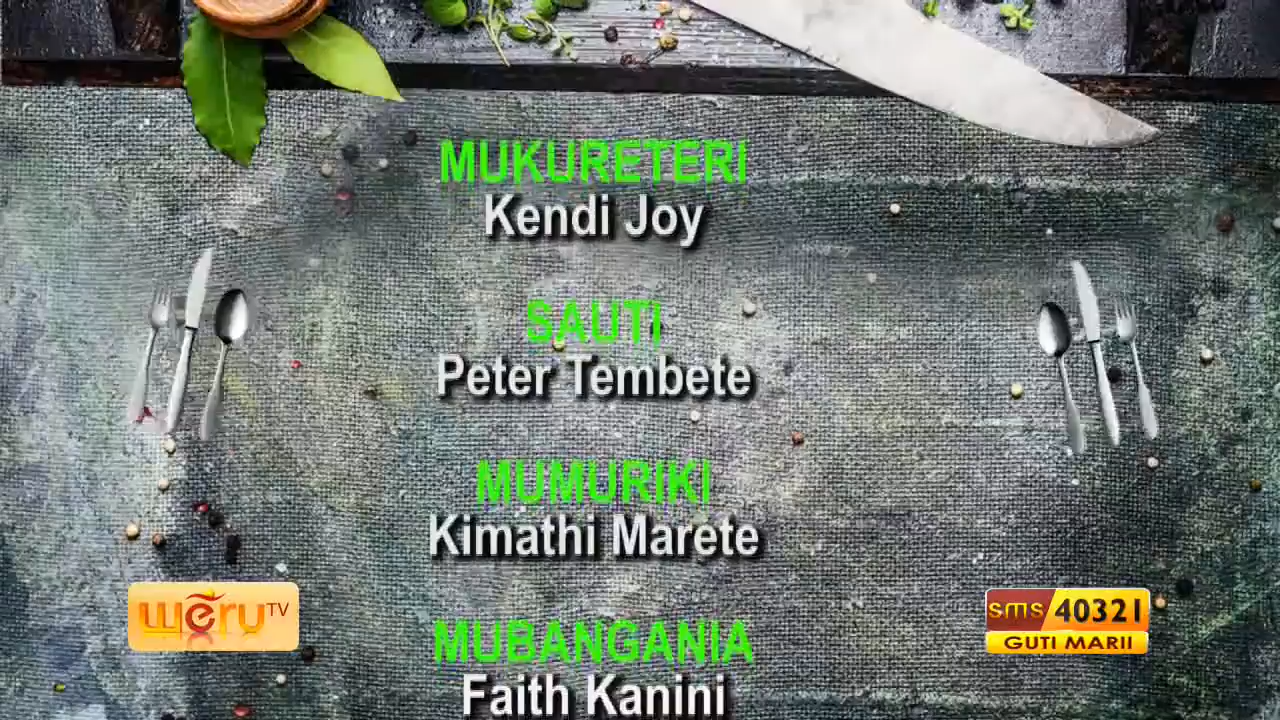 MUKURETERI
Kendi Joy
SAUTI
Peter Tembete
MUMURIKI
Kimathi Marete
MUBANGANIA
Faith Kanini
weru TV
sms 40321
GUTI MARII